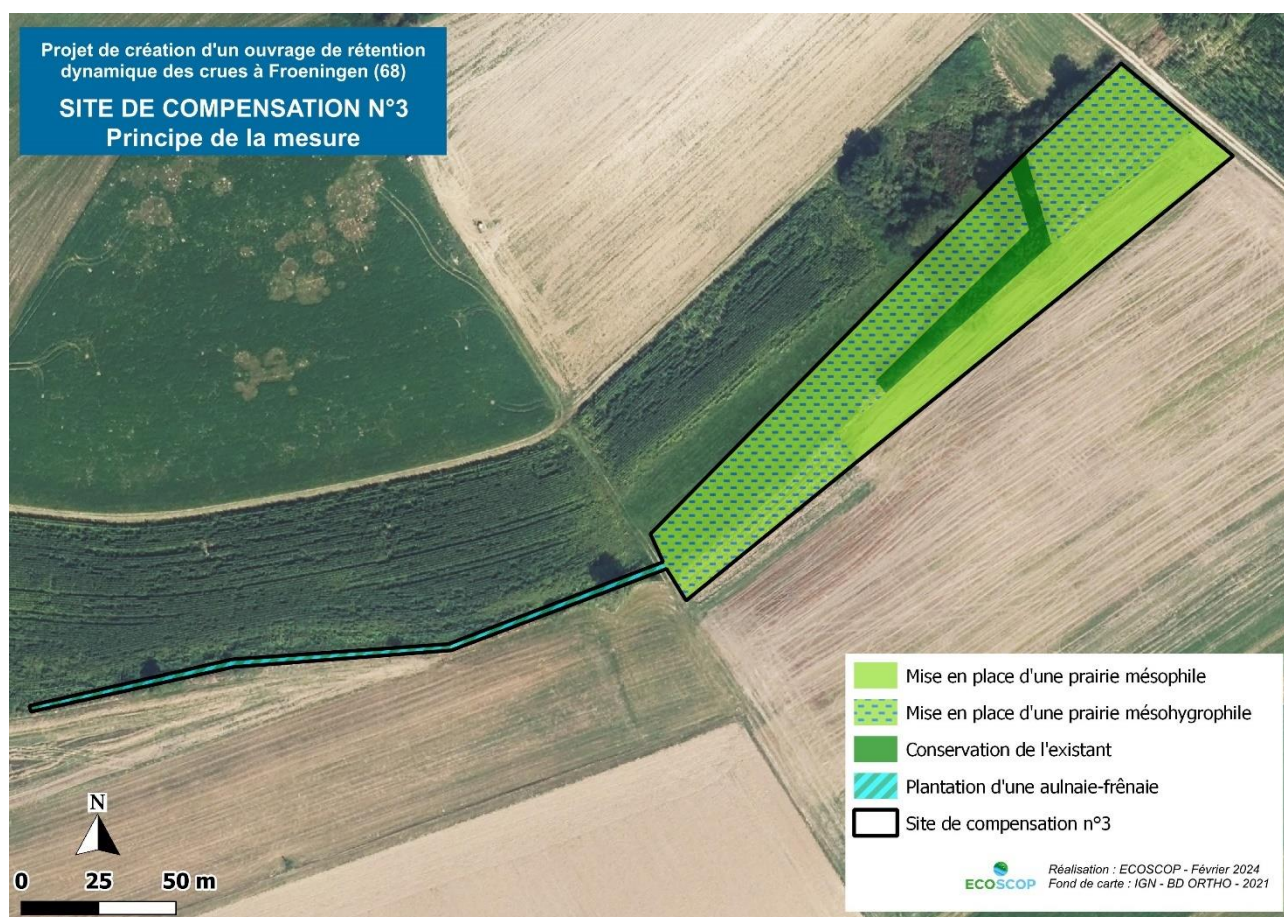 Projet de création d'un ouvrage de rétention
dynamique des crues à Froeningen (68)
SITE DE COMPENSATION N°3
Principe de la mesure
Mise en place d'une prairie mésophile
Mise en place d'une prairie mésohygrophile
Conservation de l'existant
Plantation d'une aulnaie-frênaie
Site de compensation n°3
N
0 25 50 m
ECOSCOP
Réalisation : ECOSCOP - Février 2024
Fond de carte : IGN - BD ORTHO - 2021